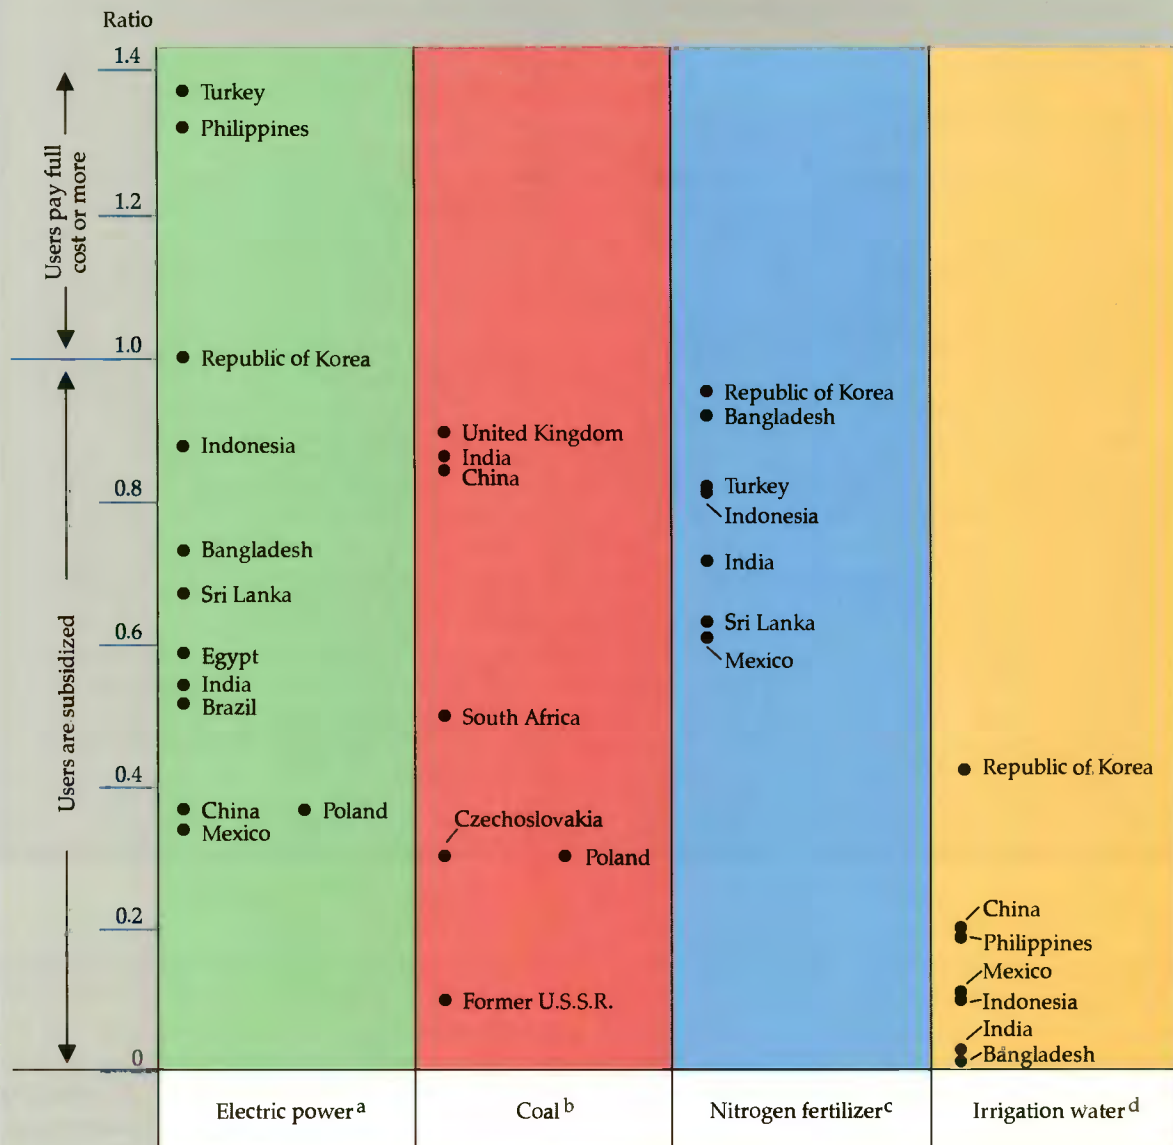 Ratio
1.4
1.2
1.0
0.8
0.6
0.4
0.2
0
Users pay full
cost or more
Users are subsidized
Turkey
Philippines
Republic of Korea
Indonesia
Bangladesh
Sri Lanka
Egypt
India
Brazil
China
Poland
Mexico
United Kingdom
India
China
South Africa
Czechoslovakia
Poland
Former U.S.S.R.
Republic of Korea
Bangladesh
Turkey
Indonesia
India
Sri Lanka
Mexico
Republic of Korea
China
Philippines
Mexico
Indonesia
India
Bangladesh
Electric power a
Coal b
Nitrogen fertilizer c
Irrigation water d